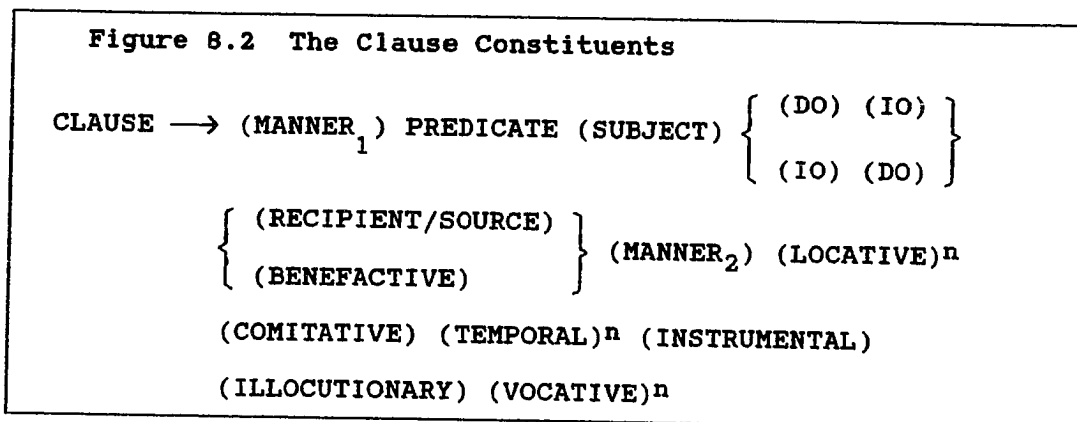 Figure 8.2 The Clause Constituents
CLAUSE ⟶ (MANNER₁) PREDICATE (SUBJECT) { (DO) (IO) }
{ (IO) (DO) }
{ (RECIPIENT/SOURCE) } (MANNER₂) (LOCATIVE)ⁿ
{ (BENEFACTIVE) }
(COMITATIVE) (TEMPORAL)ⁿ (INSTRUMENTAL)
(ILLOCUTIONARY) (VOCATIVE)ⁿ